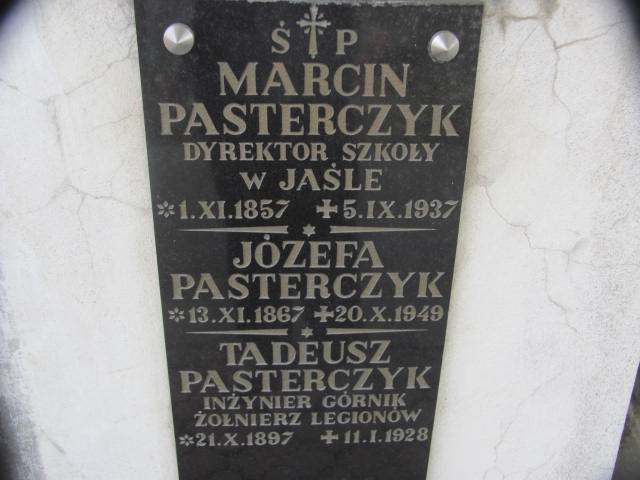 Ś P
MARCIN
PASTERCZYK
DYREKTOR SZKOŁY
W JAŚLE
*1.XI.1857 ✝5.IX.1937
JÓZEFA
PASTERCZYK
*13.XI.1867 ✝20.X.1949
TADEUSZ
PASTERCZYK
INŻYNIER GÓRNIK
ŻOŁNIERZ LEGIONÓW
*21.X.1897 ✝11.I.1928